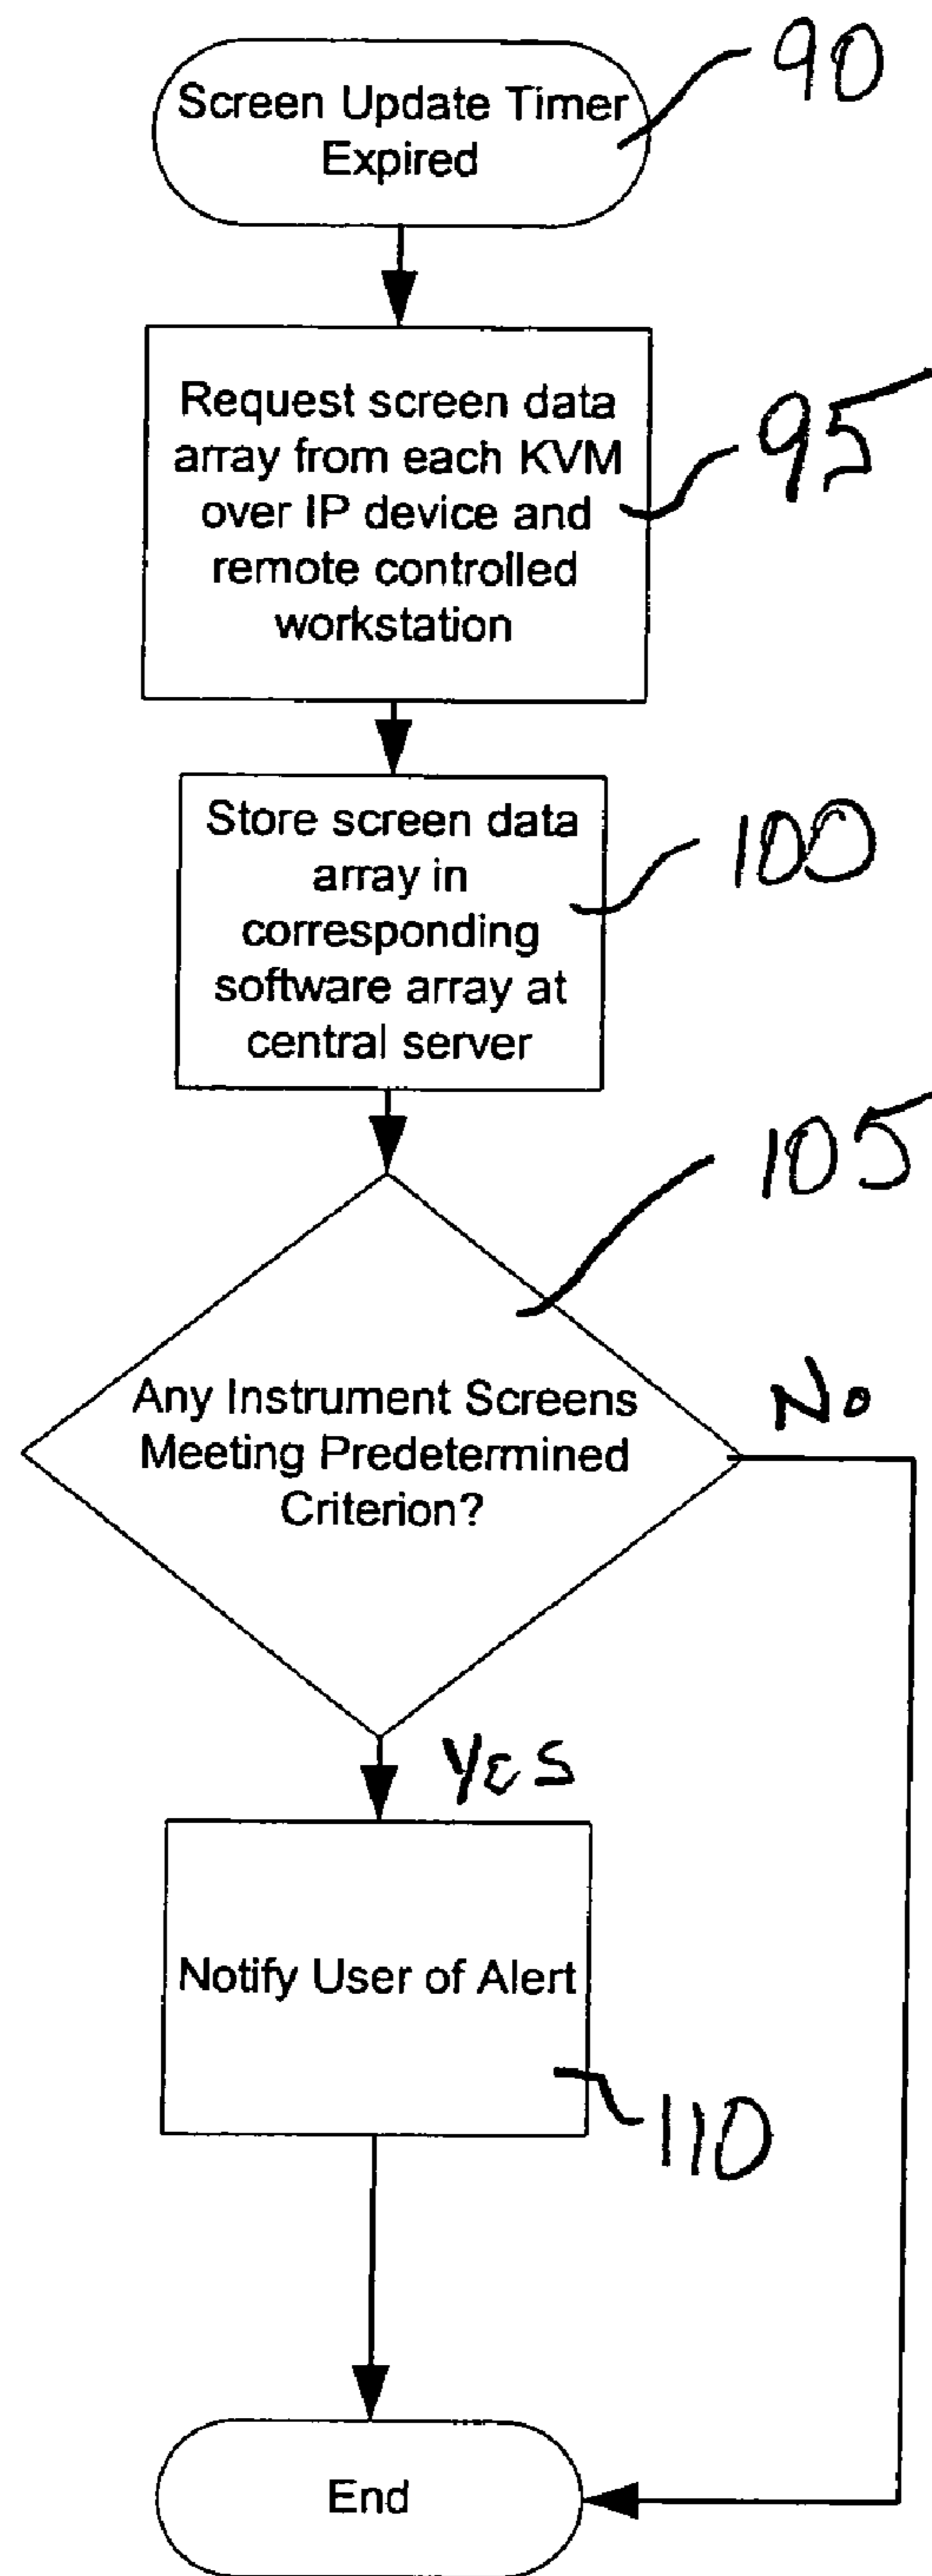 Screen Update Timer
Expired
90
Request screen data
array from each KVM
over IP device and
remote controlled
workstation
95
Store screen data
array in
corresponding
software array at
central server
100
105
Any Instrument Screens
Meeting Predetermined
Criterion?
No
YES
Notify User of Alert
110
End